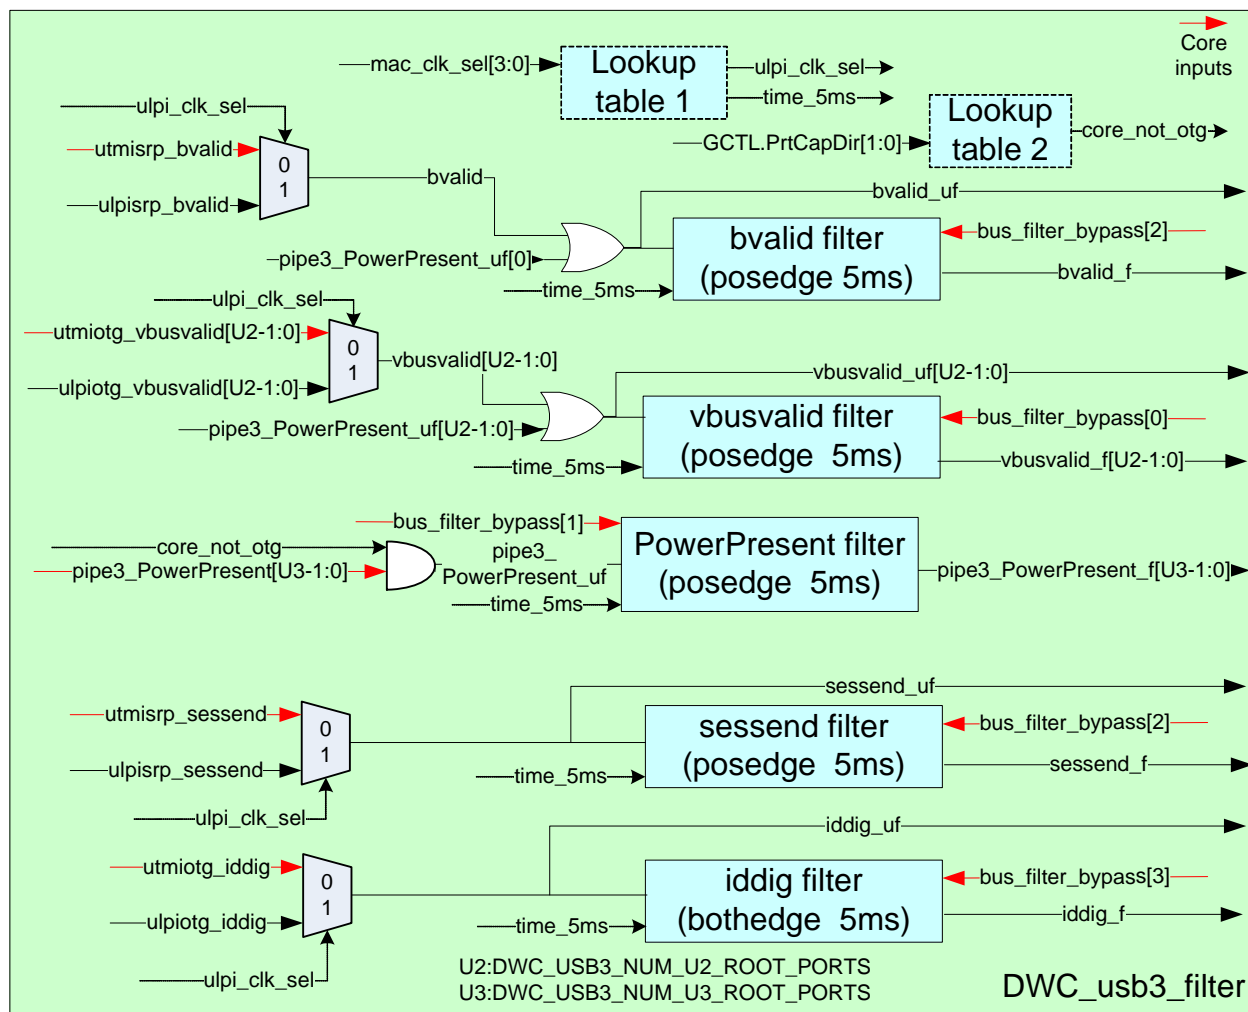 Core
inputs
mac_clk_sel[3:0]
Lookup
table 1
ulpi_clk_sel
time_5ms
GCTL.PrtCapDir[1:0]
Lookup
table 2
core_not_otg
ulpi_clk_sel
utmisrp_bvalid
ulpisrp_bvalid
0
1
bvalid
pipe3_PowerPresent_uf[0]
time_5ms
bvalid_uf
bvalid filter
(posedge 5ms)
bus_filter_bypass[2]
bvalid_f
ulpi_clk_sel
utmiotg_vbusvalid[U2-1:0]
ulpiotg_vbusvalid[U2-1:0]
0
1
vbusvalid[U2-1:0]
pipe3_PowerPresent_uf[U2-1:0]
time_5ms
vbusvalid_uf[U2-1:0]
vbusvalid filter
(posedge 5ms)
bus_filter_bypass[0]
vbusvalid_f[U2-1:0]
bus_filter_bypass[1]
core_not_otg
pipe3_PowerPresent[U3-1:0]
pipe3_
PowerPresent_uf
time_5ms
PowerPresent filter
(posedge 5ms)
pipe3_PowerPresent_f[U3-1:0]
utmisrp_sessend
ulpisrp_sessend
0
1
ulpi_clk_sel
sessend_uf
sessend filter
(posedge 5ms)
time_5ms
bus_filter_bypass[2]
sessend_f
utmiotg_iddig
ulpiotg_iddig
0
1
ulpi_clk_sel
iddig_uf
iddig filter
(bothedge 5ms)
time_5ms
bus_filter_bypass[3]
iddig_f
U2:DWC_USB3_NUM_U2_ROOT_PORTS
U3:DWC_USB3_NUM_U3_ROOT_PORTS
DWC_usb3_filter